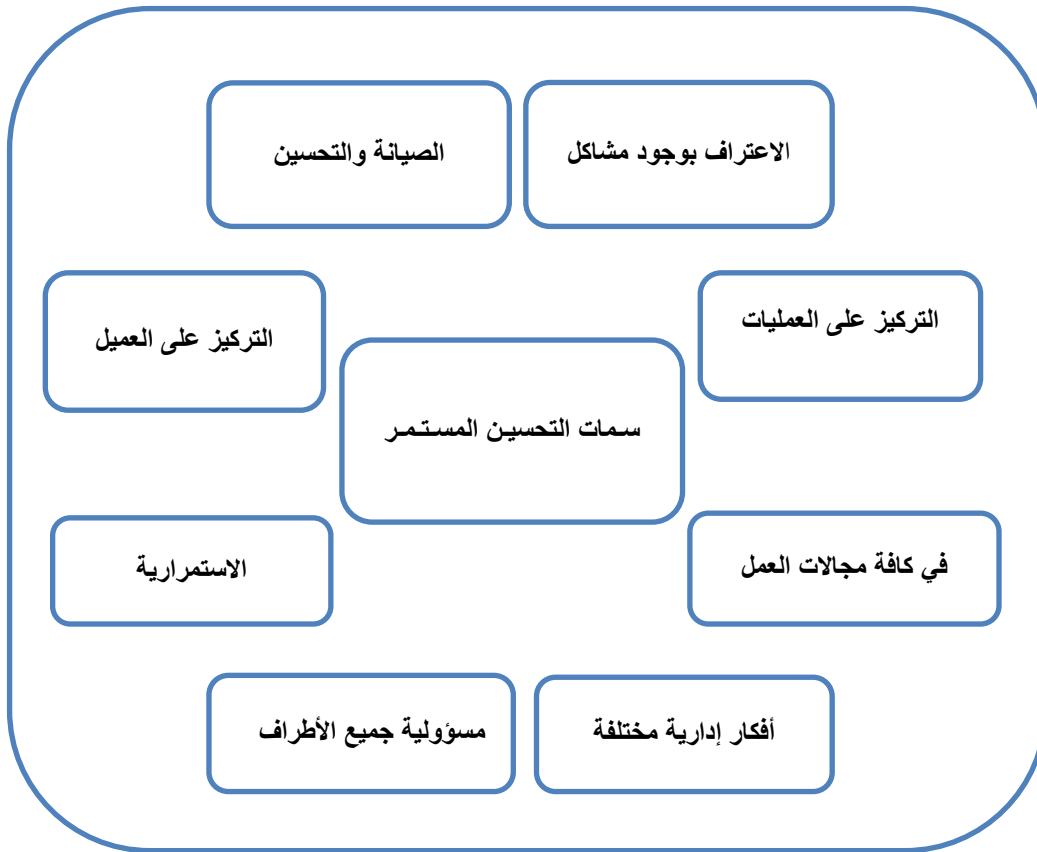 الاعتراف بوجود مشاكل
الصيانة والتحسين
التركيز على العمليات
التركيز على العميل
سمات التحسين المستمر
في كافة مجالات العمل
الاستمرارية
أفكار إدارية مختلفة
مسؤولية جميع الأطراف